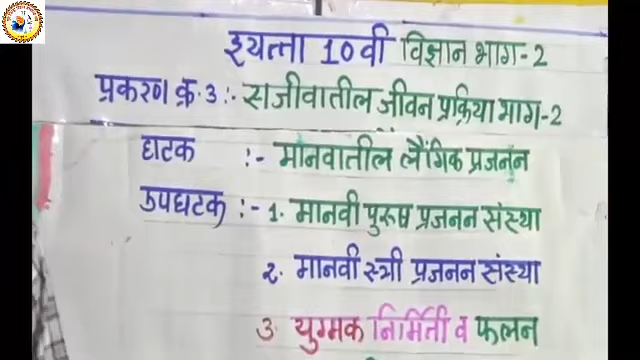 इयत्ता 10वी विज्ञान भाग-2
प्रकरण क्र. 3 :- सजीवातील जीवन प्रक्रिया भाग-2
घटक :- मानवातील लैंगिक प्रजनन
उपघटक :- 1. मानवी पुरुष प्रजनन संस्था
2. मानवी स्त्री प्रजनन संस्था
3. युग्मक निर्मिती व फलन